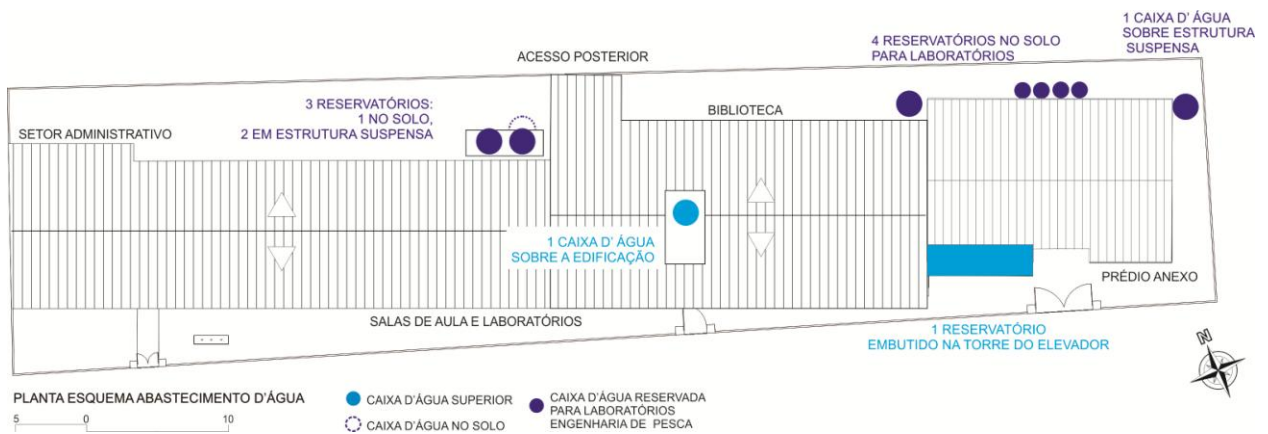 1 CAIXA D' ÁGUA
SOBRE ESTRUTURA
SUSPENSA
4 RESERVATÓRIOS NO SOLO
PARA LABORATÓRIOS
ACESSO POSTERIOR
3 RESERVATÓRIOS:
1 NO SOLO,
2 EM ESTRUTURA SUSPENSA
BIBLIOTECA
SETOR ADMINISTRATIVO
1 CAIXA D' ÁGUA
SOBRE A EDIFICAÇÃO
PRÉDIO ANEXO
SALAS DE AULA E LABORATÓRIOS
1 RESERVATÓRIO
EMBUTIDO NA TORRE DO ELEVADOR
N
PLANTA ESQUEMA ABASTECIMENTO D'ÁGUA
5 0 10
CAIXA D'ÁGUA SUPERIOR
CAIXA D'ÁGUA NO SOLO
CAIXA D'ÁGUA RESERVADA
PARA LABORATÓRIOS
ENGENHARIA DE PESCA